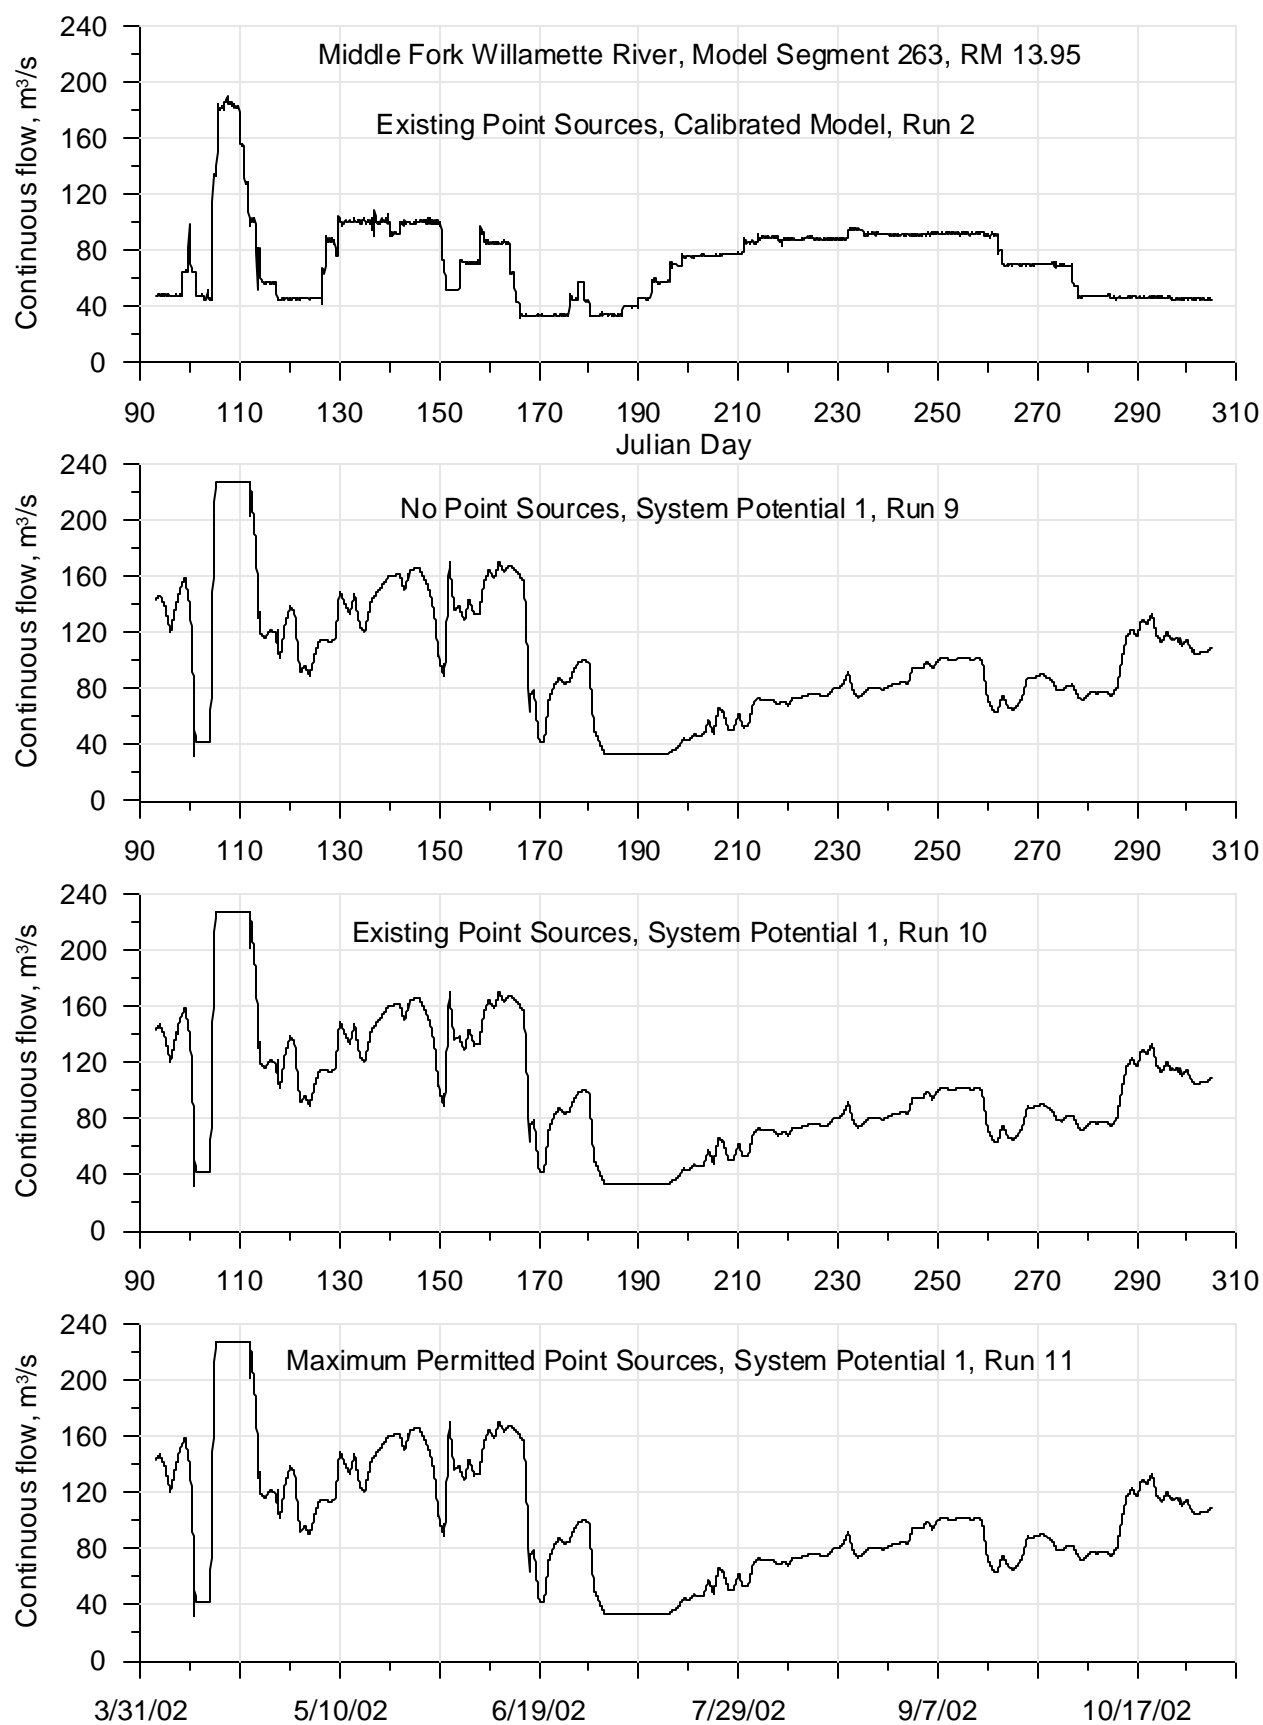 Middle Fork Willamette River, Model Segment 263, RM 13.95
Existing Point Sources, Calibrated Model, Run 2
Continuous flow, m³/s
240
200
160
120
80
40
0
90 110 130 150 170 190 210 230 250 270 290 310
Julian Day
No Point Sources, System Potential 1, Run 9
Continuous flow, m³/s
240
200
160
120
80
40
0
90 110 130 150 170 190 210 230 250 270 290 310
Existing Point Sources, System Potential 1, Run 10
Continuous flow, m³/s
240
200
160
120
80
40
0
90 110 130 150 170 190 210 230 250 270 290 310
Maximum Permitted Point Sources, System Potential 1, Run 11
Continuous flow, m³/s
240
200
160
120
80
40
0
3/31/02 5/10/02 6/19/02 7/29/02 9/7/02 10/17/02